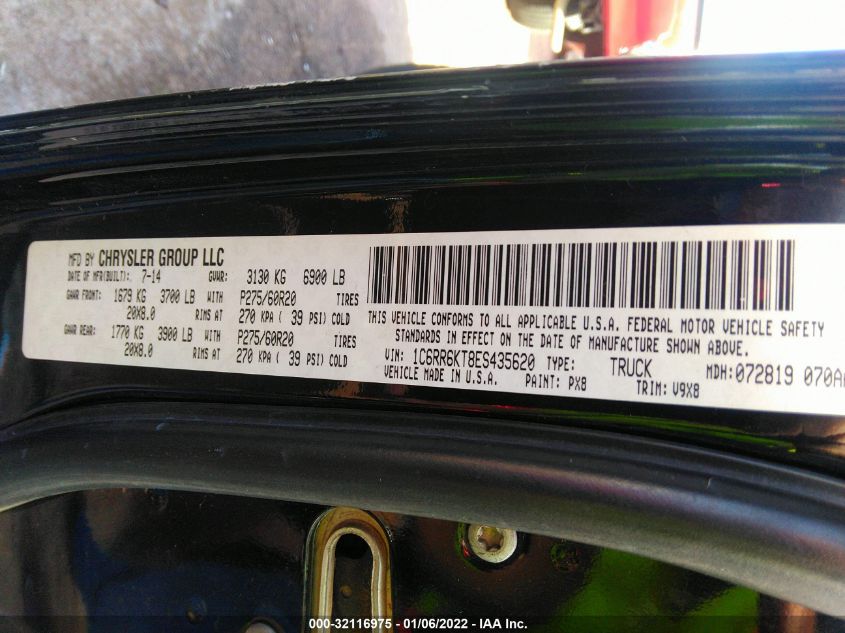 MFD BY CHRYSLER GROUP LLC
DATE OF MFR(BUILT): 7-14 GVWR: 3130 KG 6900 LB
GAWR FRONT: 1679 KG 3700 LB WITH P275/60R20 TIRES
20X8.0 RIMS AT 270 KPA ( 39 PSI) COLD
GAWR REAR: 1770 KG 3900 LB WITH P275/60R20 TIRES
20X8.0 RIMS AT 270 KPA ( 39 PSI) COLD
THIS VEHICLE CONFORMS TO ALL APPLICABLE U.S.A. FEDERAL MOTOR VEHICLE SAFETY
STANDARDS IN EFFECT ON THE DATE OF MANUFACTURE SHOWN ABOVE.
VIN: 1C6RR6KT8ES435620 TYPE: TRUCK MDH:072819 070AA
VEHICLE MADE IN U.S.A. PAINT: PX8 TRIM: V9X8
000-32116975 - 01/06/2022 - IAA Inc.